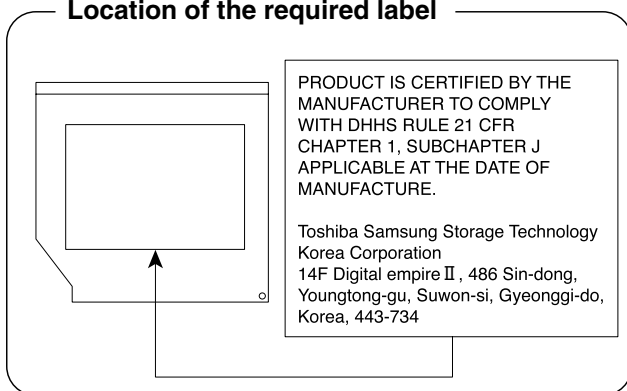 Location of the required label
PRODUCT IS CERTIFIED BY THE
MANUFACTURER TO COMPLY
WITH DHHS RULE 21 CFR
CHAPTER 1, SUBCHAPTER J
APPLICABLE AT THE DATE OF
MANUFACTURE.
Toshiba Samsung Storage Technology
Korea Corporation
14F Digital empire Ⅱ, 486 Sin-dong,
Youngtong-gu, Suwon-si, Gyeonggi-do,
Korea, 443-734